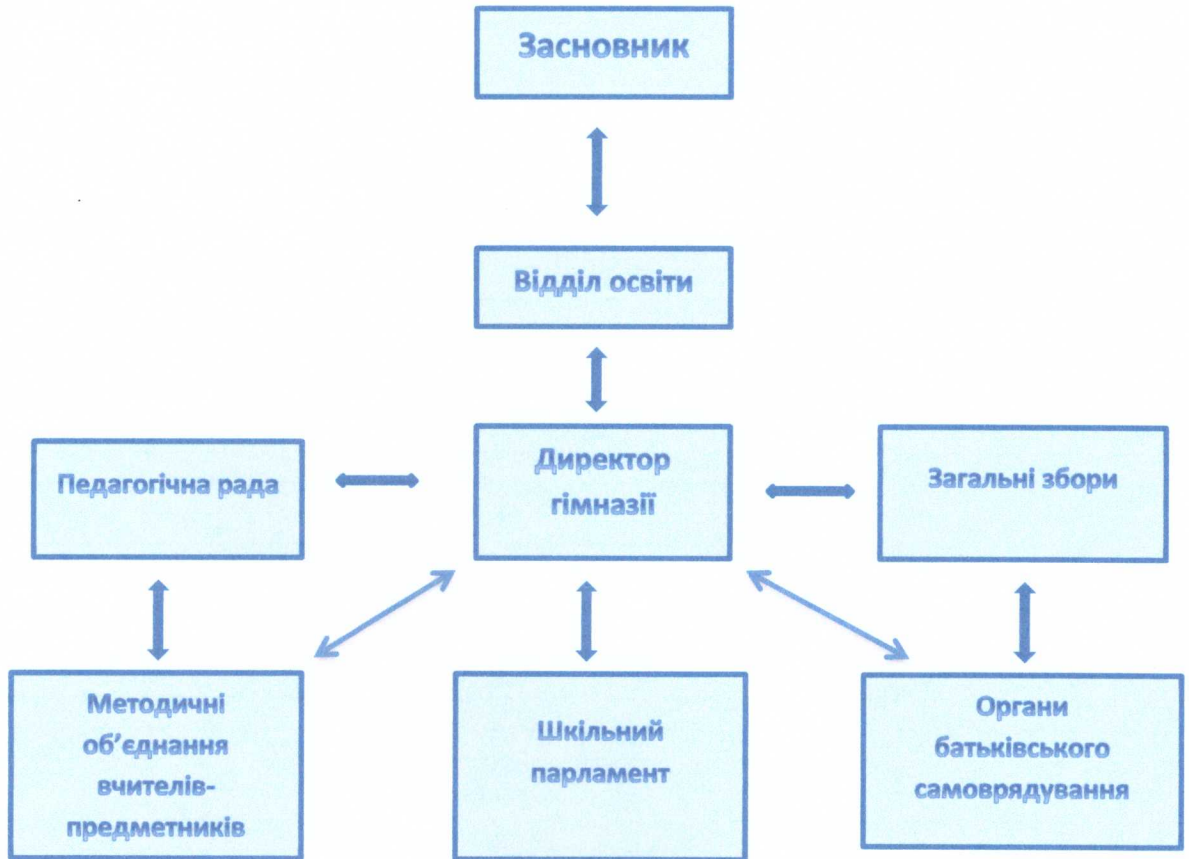 Засновник
Відділ освіти
Педагогічна рада
Директор
гімназії
Загальні збори
Методичні
об’єднання
вчителів-
предметників
Шкільний
парламент
Органи
батьківського
самоврядування